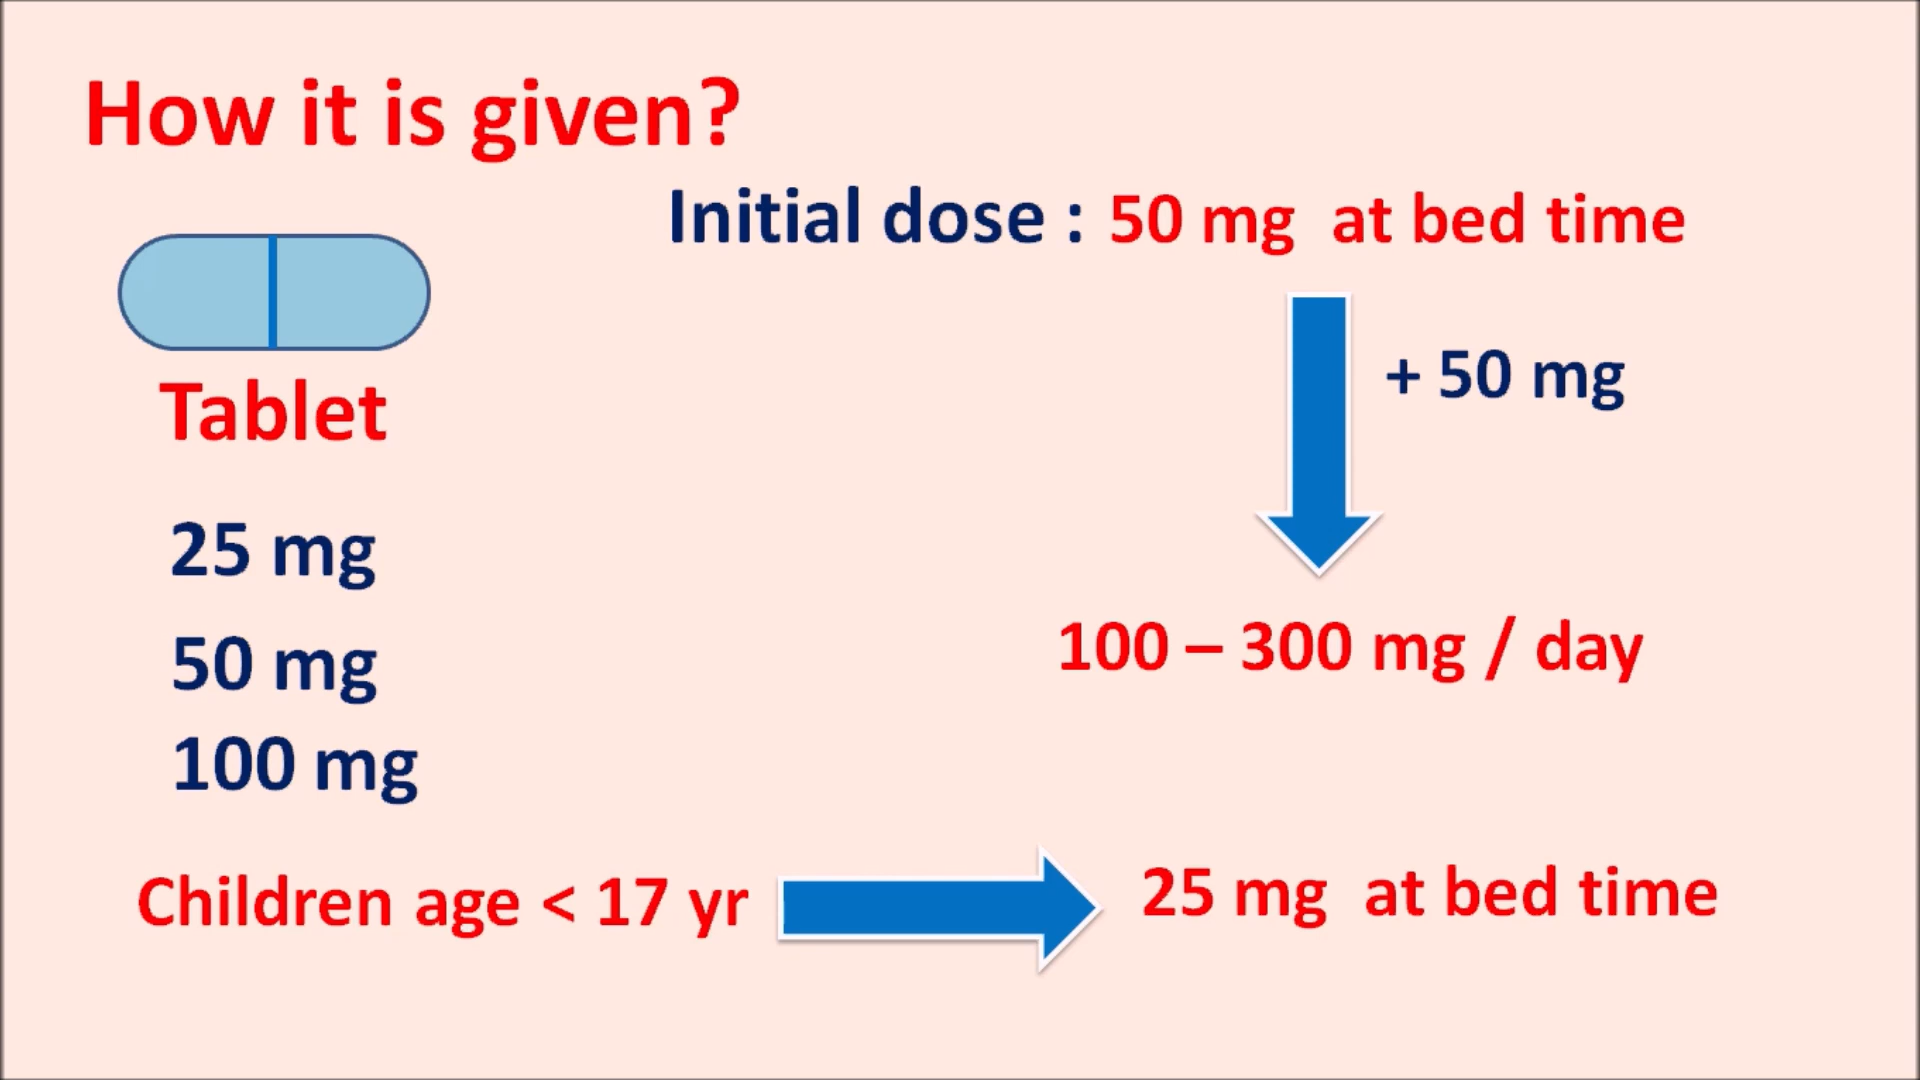 How it is given?
Initial dose : 50 mg at bed time
+ 50 mg
100 – 300 mg / day
Tablet
25 mg
50 mg
100 mg
Children age < 17 yr
25 mg at bed time